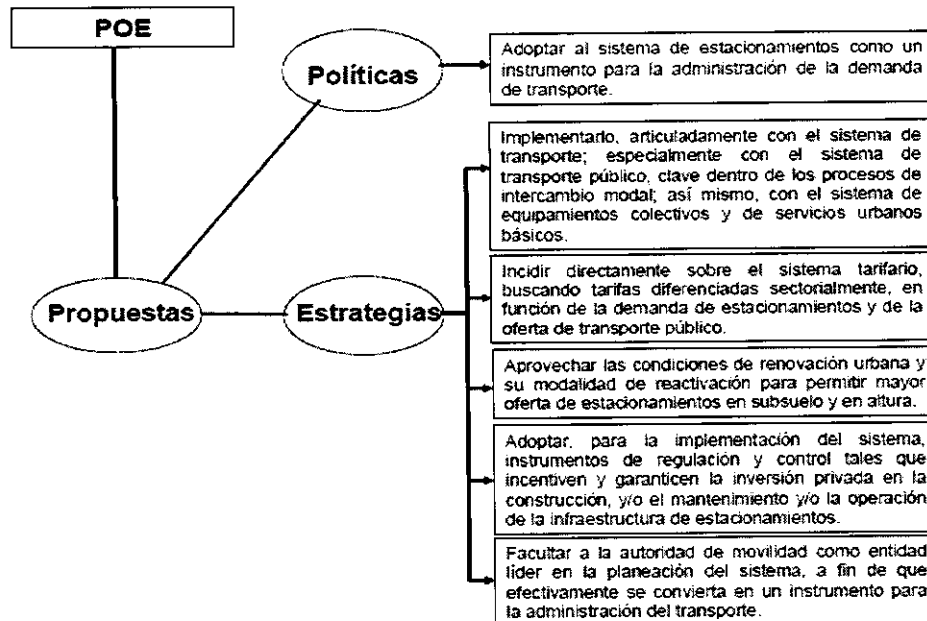 POE
Políticas
Adoptar al sistema de estacionamientos como un
instrumento para la administración de la demanda
de transporte.
Implementarlo, articuladamente con el sistema de
transporte; especialmente con el sistema de
transporte público, clave dentro de los procesos de
intercambio modal; así mismo, con el sistema de
equipamientos colectivos y de servicios urbanos
básicos.
Propuestas
Estrategias
Incidir directamente sobre el sistema tarifario,
buscando tarifas diferenciadas sectorialmente, en
función de la demanda de estacionamientos y de la
oferta de transporte público.
Aprovechar las condiciones de renovación urbana y
su modalidad de reactivación para permitir mayor
oferta de estacionamientos en subsuelo y en altura.
Adoptar, para la implementación del sistema,
instrumentos de regulación y control tales que
incentiven y garanticen la inversión privada en la
construcción, y/o el mantenimiento y/o la operación
de la infraestructura de estacionamientos.
Facultar a la autoridad de movilidad como entidad
líder en la planeación del sistema, a fin de que
efectivamente se convierta en un instrumento para
la administración del transporte.